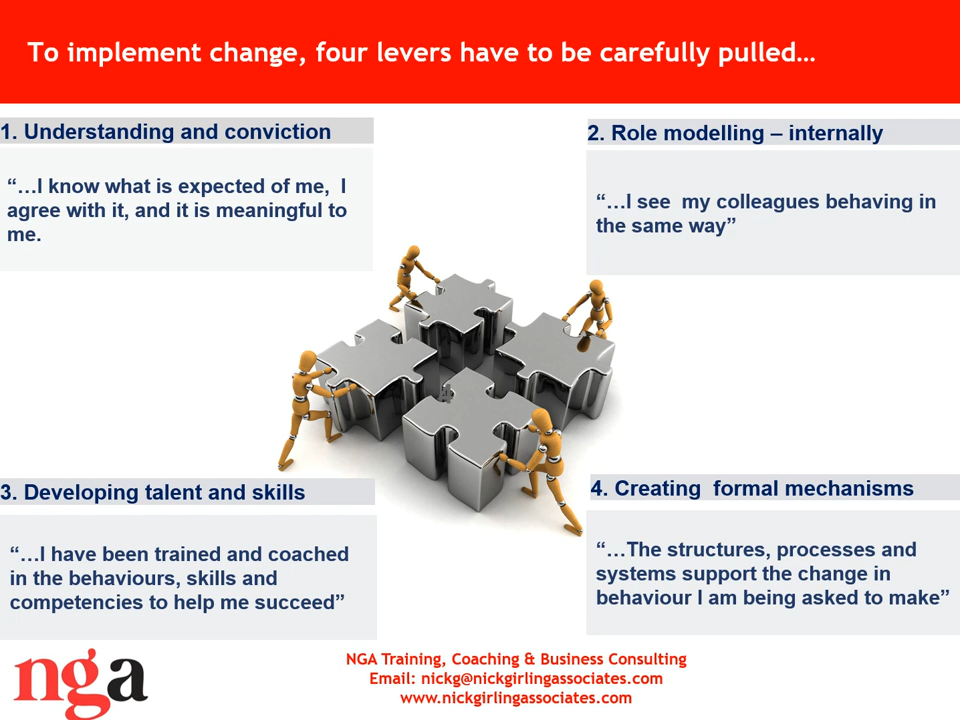 To implement change, four levers have to be carefully pulled…
1. Understanding and conviction
“…I know what is expected of me,  I
agree with it, and it is meaningful to
me.
2. Role modelling – internally
“…I see  my colleagues behaving in
the same way”
3. Developing talent and skills
“…I have been trained and coached
in the behaviours, skills and
competencies to help me succeed”
4. Creating  formal mechanisms
“…The structures, processes and
systems support the change in
behaviour I am being asked to make”
nga
NGA Training, Coaching & Business Consulting
Email: nickg@nickgirlingassociates.com
www.nickgirlingassociates.com